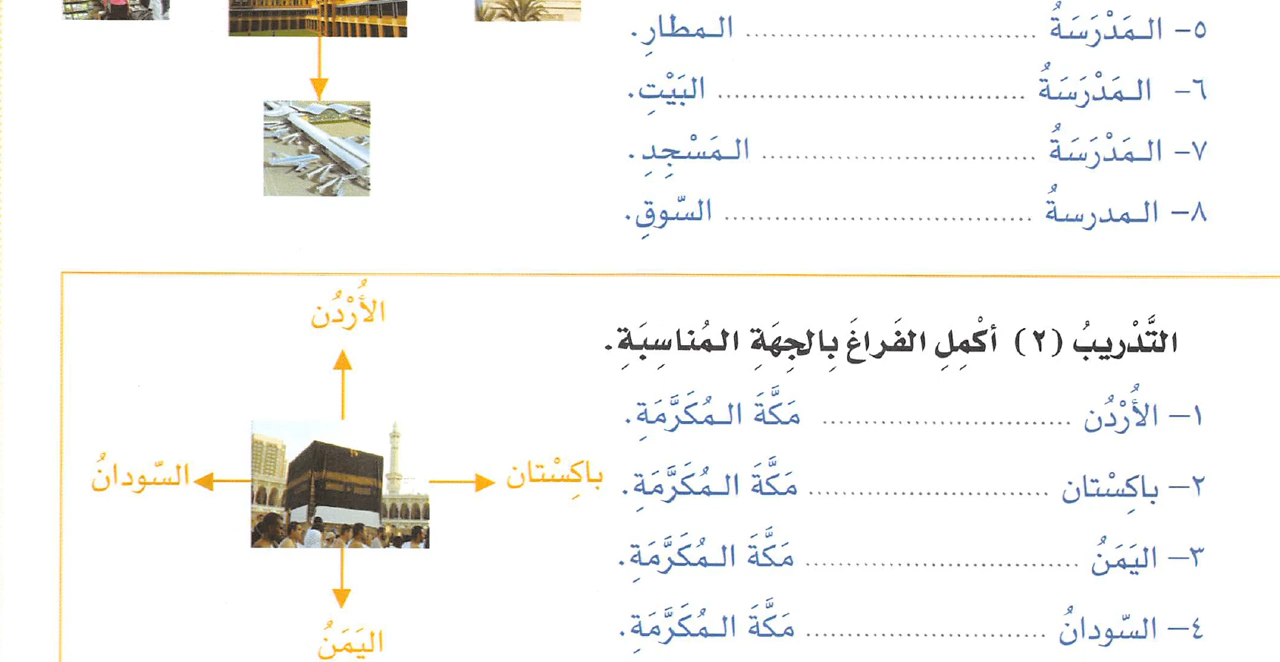 ٥- الـمَدْرَسَةُ ........................................ الـمطارِ.
٦- الـمَدْرَسَةُ ........................................ البَيْتِ.
٧- الـمَدْرَسَةُ ........................................ الـمَسْجِدِ.
٨- الـمدرسةُ ........................................ السّوقِ.
التَّدْريبُ (٢) أكْمِلِ الفَراغَ بِالجِهَةِ المُناسِبَةِ.
١- الأُرْدُن ........................................ مَكَّةَ الـمُكَرَّمَةِ.
٢- باكِسْتان ........................................ مَكَّةَ الـمُكَرَّمَةِ.
٣- اليَمَنُ ........................................ مَكَّةَ الـمُكَرَّمَةِ.
٤- السّودانُ ........................................ مَكَّةَ الـمُكَرَّمَةِ.
الأُرْدُن
باكِسْتان
السّودانُ
اليَمَنُ